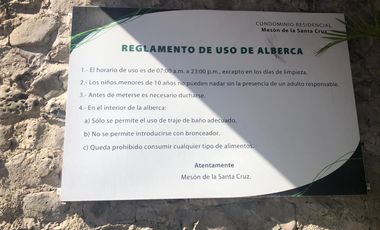 CONDOMINIO RESIDENCIAL
Mesón de la Santa Cruz
REGLAMENTO DE USO DE ALBERCA
1.- El horario de uso es de 07:00 a.m. a 23:00 p.m., excepto en los días de limpieza.
2.- Los niños menores de 10 años no pueden nadar sin la presencia de un adulto responsable.
3.- Antes de meterse es necesario ducharse.
4.- En el interior de la alberca:
a) Sólo se permite el uso de traje de baño adecuado.
b) No se permite introducirse con bronceador.
c) Queda prohibido consumir cualquier tipo de alimentos.
Atentamente
Mesón de la Santa Cruz.